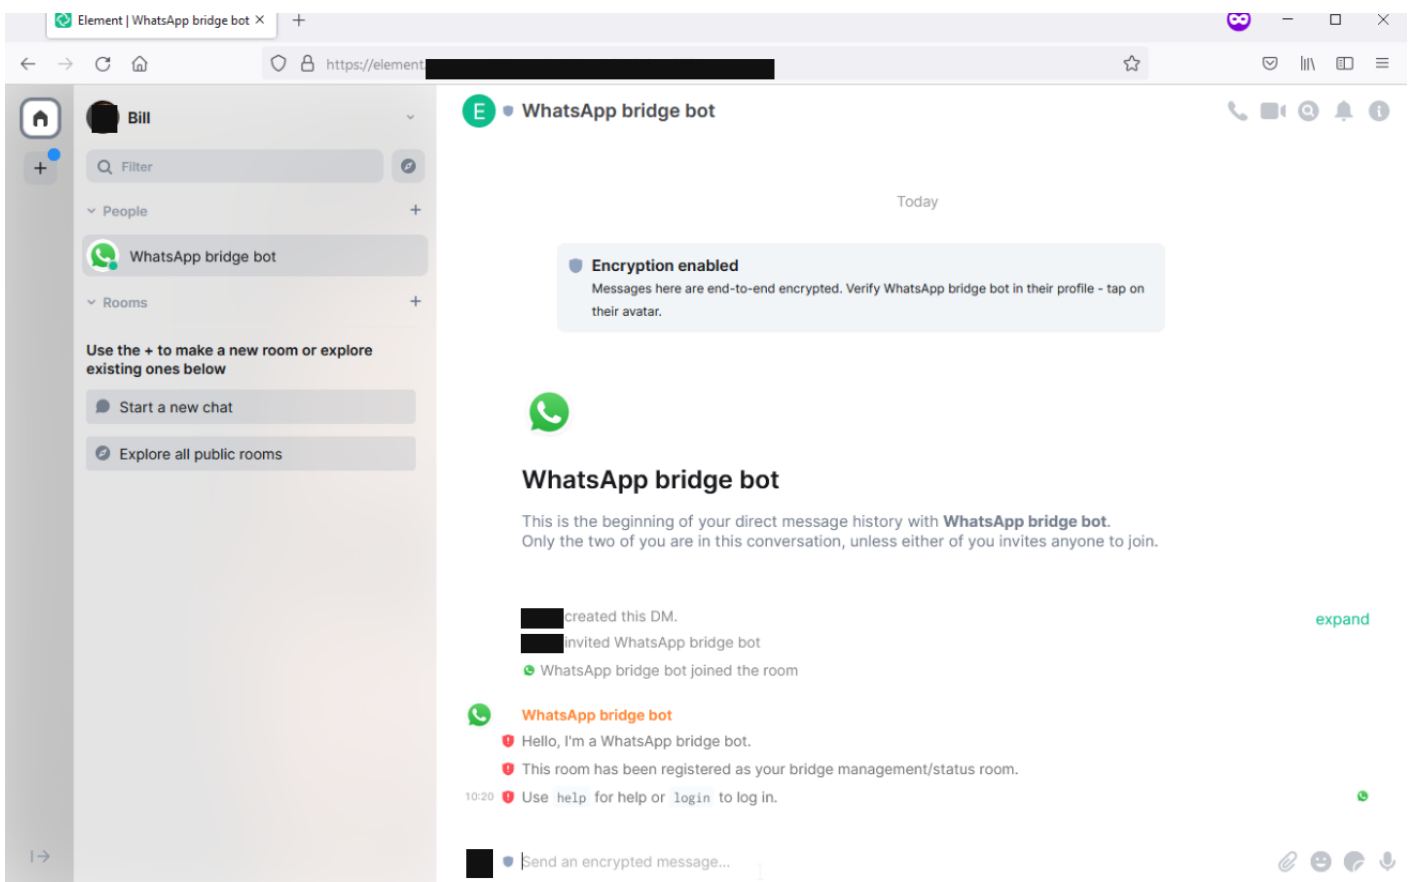 Element | WhatsApp bridge bot
https://element.
Bill
WhatsApp bridge bot
Filter
Today
People
WhatsApp bridge bot
Encryption enabled
Messages here are end-to-end encrypted. Verify WhatsApp bridge bot in their profile - tap on
their avatar.
Rooms
Use the + to make a new room or explore
existing ones below
Start a new chat
Explore all public rooms
WhatsApp bridge bot
This is the beginning of your direct message history with WhatsApp bridge bot.
Only the two of you are in this conversation, unless either of you invites anyone to join.
created this DM.
expand
invited WhatsApp bridge bot
WhatsApp bridge bot joined the room
WhatsApp bridge bot
Hello, I'm a WhatsApp bridge bot.
This room has been registered as your bridge management/status room.
10:20 Use help for help or login to log in.
Send an encrypted message...